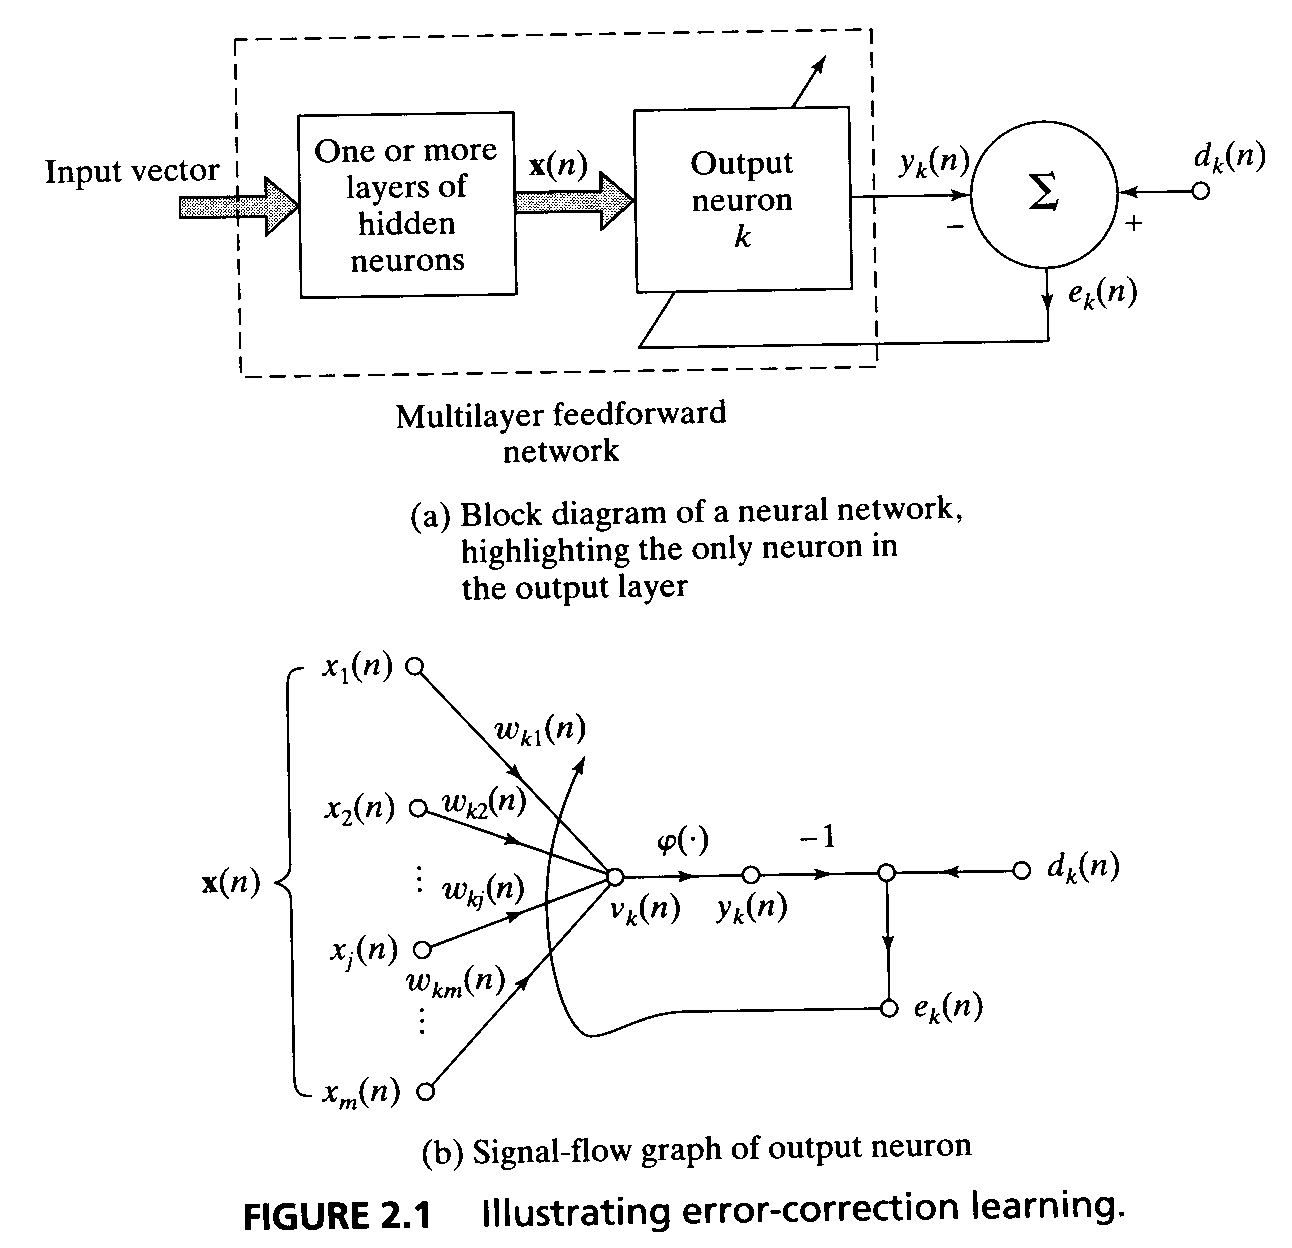 Input vector
One or more
layers of
hidden
neurons
x(n)
Output
neuron
k
yₖ(n)
Σ
dₖ(n)
−
+
eₖ(n)
Multilayer feedforward
network
(a) Block diagram of a neural network,
highlighting the only neuron in
the output layer
x₁(n)
wₖ₁(n)
x₂(n)
wₖ₂(n)
φ(·)
−1
x(n)
⋮
wₖⱼ(n)
vₖ(n)
yₖ(n)
dₖ(n)
xⱼ(n)
wₖₘ(n)
⋮
eₖ(n)
xₘ(n)
(b) Signal-flow graph of output neuron
FIGURE 2.1 Illustrating error-correction learning.